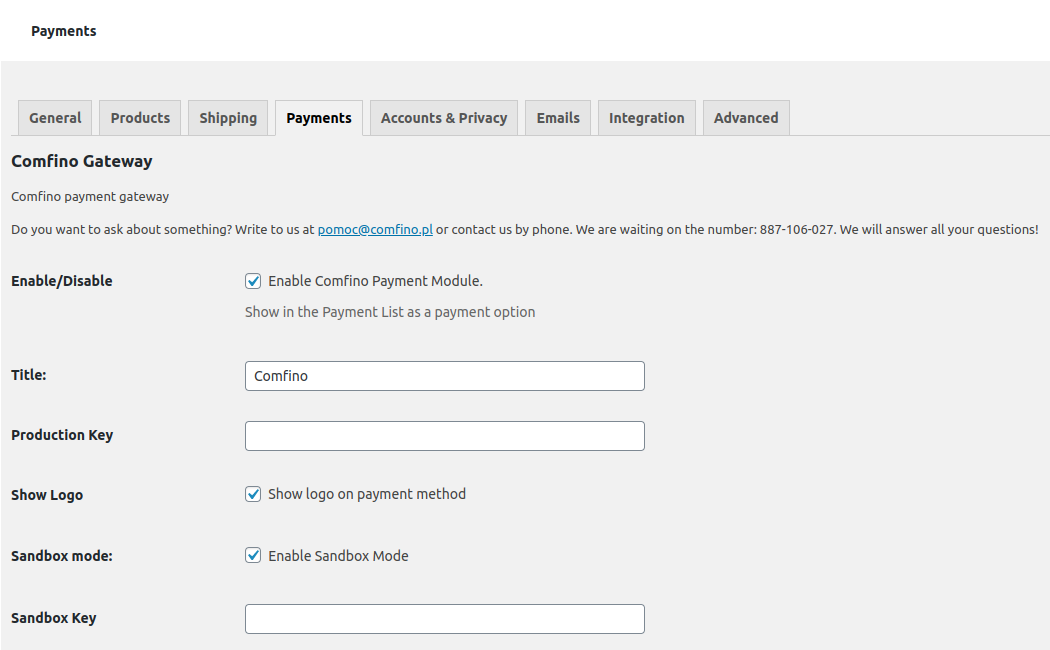 Payments
General Products Shipping Payments Accounts & Privacy Emails Integration Advanced
Comfino Gateway
Comfino payment gateway
Do you want to ask about something? Write to us at pomoc@comfino.pl or contact us by phone. We are waiting on the number: 887-106-027. We will answer all your questions!
Enable/Disable Enable Comfino Payment Module.
Show in the Payment List as a payment option
Title: Comfino
Production Key
Show Logo Show logo on payment method
Sandbox mode: Enable Sandbox Mode
Sandbox Key